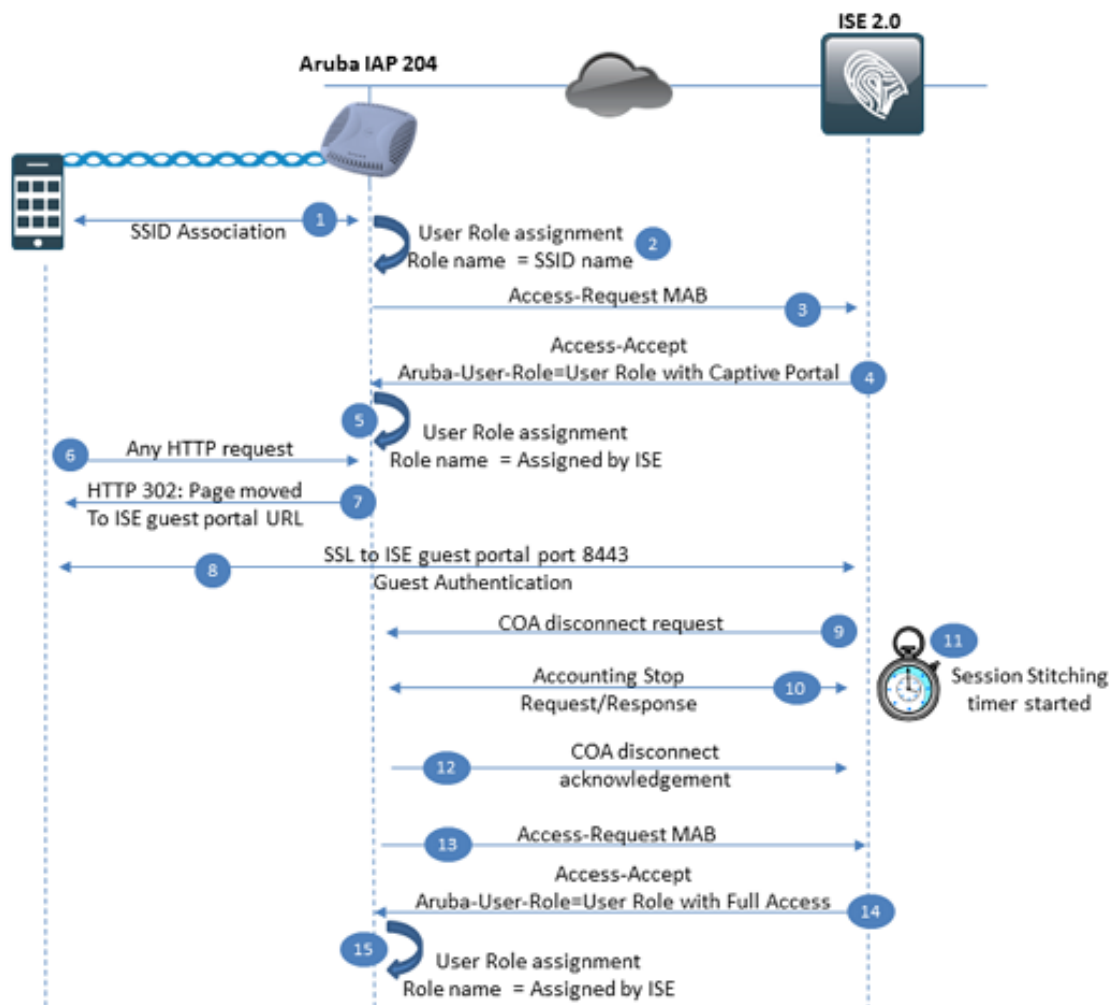 ISE 2.0
Aruba IAP 204
1
SSID Association
User Role assignment
2
Role name = SSID name
Access-Request MAB
3
Access-Accept
Aruba-User-Role=User Role with Captive Portal
4
5
User Role assignment
Role name = Assigned by ISE
6
Any HTTP request
HTTP 302: Page moved
7
To ISE guest portal URL
SSL to ISE guest portal port 8443
8
Guest Authentication
COA disconnect request
9
11
Session Stitching
timer started
Accounting Stop
10
Request/Response
COA disconnect
12
acknowledgement
Access-Request MAB
13
Access-Accept
Aruba-User-Role=User Role with Full Access
14
15
User Role assignment
Role name = Assigned by ISE